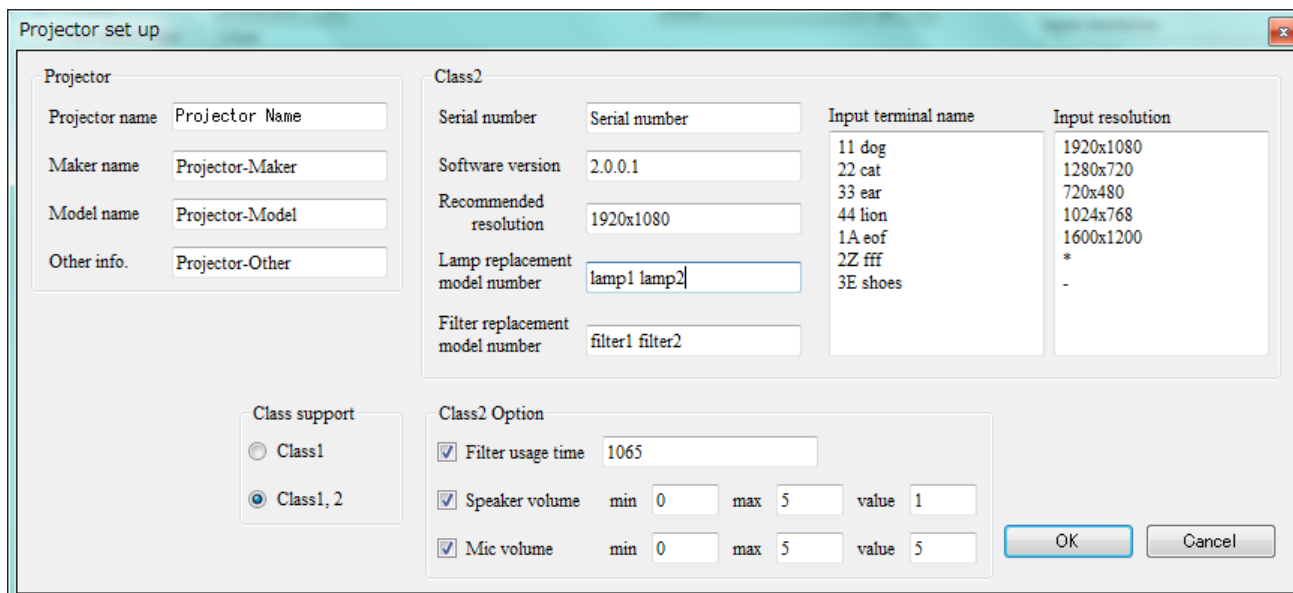 Projector set up
Projector
Projector name Projector Name
Maker name Projector-Maker
Model name Projector-Model
Other info. Projector-Other
Class2
Serial number Serial number
Software version 2.0.0.1
Recommended
resolution 1920x1080
Lamp replacement
model number lamp1 lamp2
Filter replacement
model number filter1 filter2
Input terminal name
11 dog
22 cat
33 ear
44 lion
1A eof
2Z fff
3E shoes
Input resolution
1920x1080
1280x720
720x480
1024x768
1600x1200
*
-
Class support
Class1
Class1, 2
Class2 Option
Filter usage time 1065
Speaker volume min 0 max 5 value 1
Mic volume min 0 max 5 value 5
OK Cancel